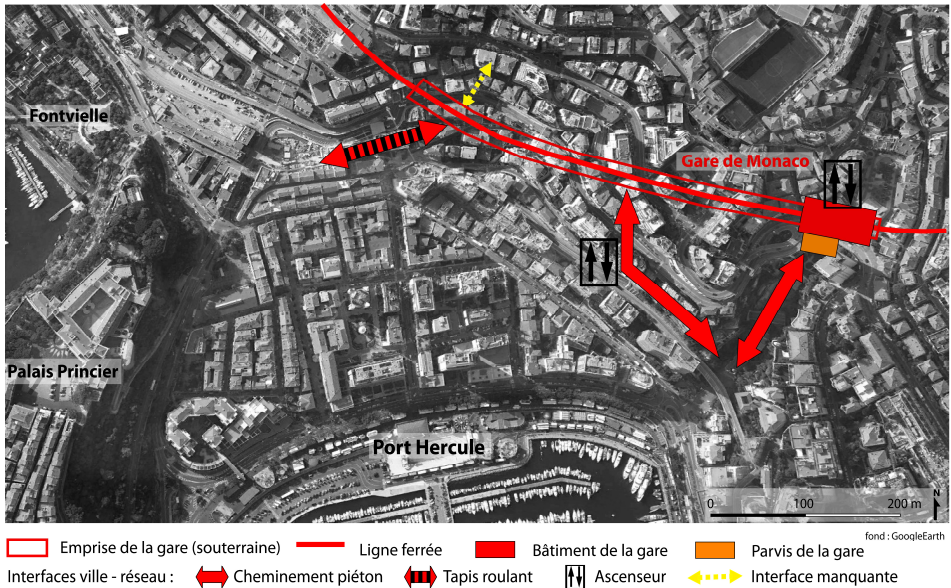 Fontvielle
Gare de Monaco
Palais Princier
Port Hercule
0 100 200 m
N
fond : GoogleEarth
Emprise de la gare (souterraine) Ligne ferrée Bâtiment de la gare Parvis de la gare
Interfaces ville - réseau : Cheminement piéton Tapis roulant Ascenseur Interface manquante